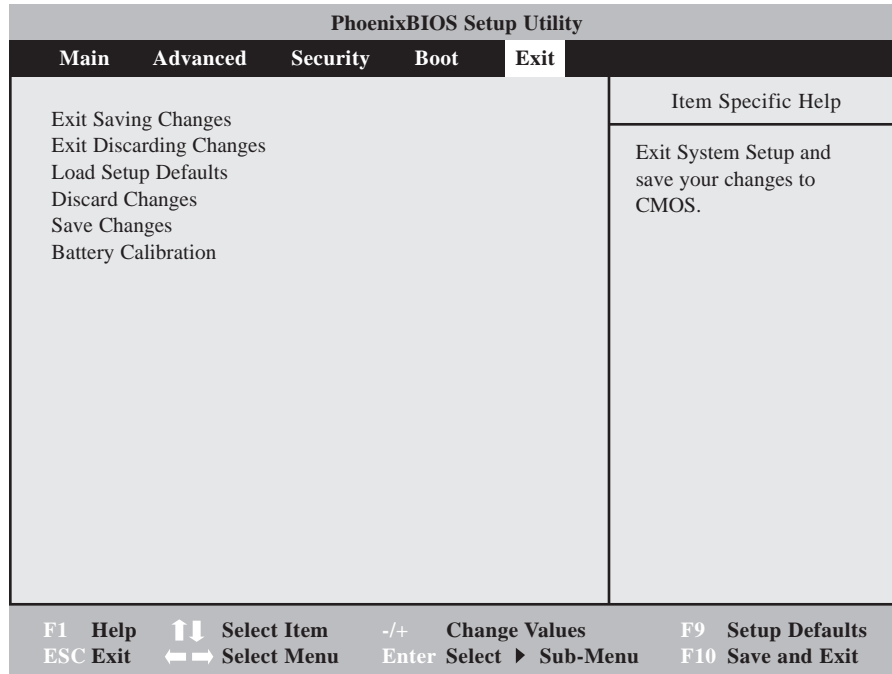 PhoenixBIOS Setup Utility
Main Advanced Security Boot Exit
Exit Saving Changes
Exit Discarding Changes
Load Setup Defaults
Discard Changes
Save Changes
Battery Calibration
Item Specific Help
Exit System Setup and
save your changes to
CMOS.
F1 Help Select Item -/+ Change Values F9 Setup Defaults
ESC Exit Select Menu Enter Select Sub-Menu F10 Save and Exit